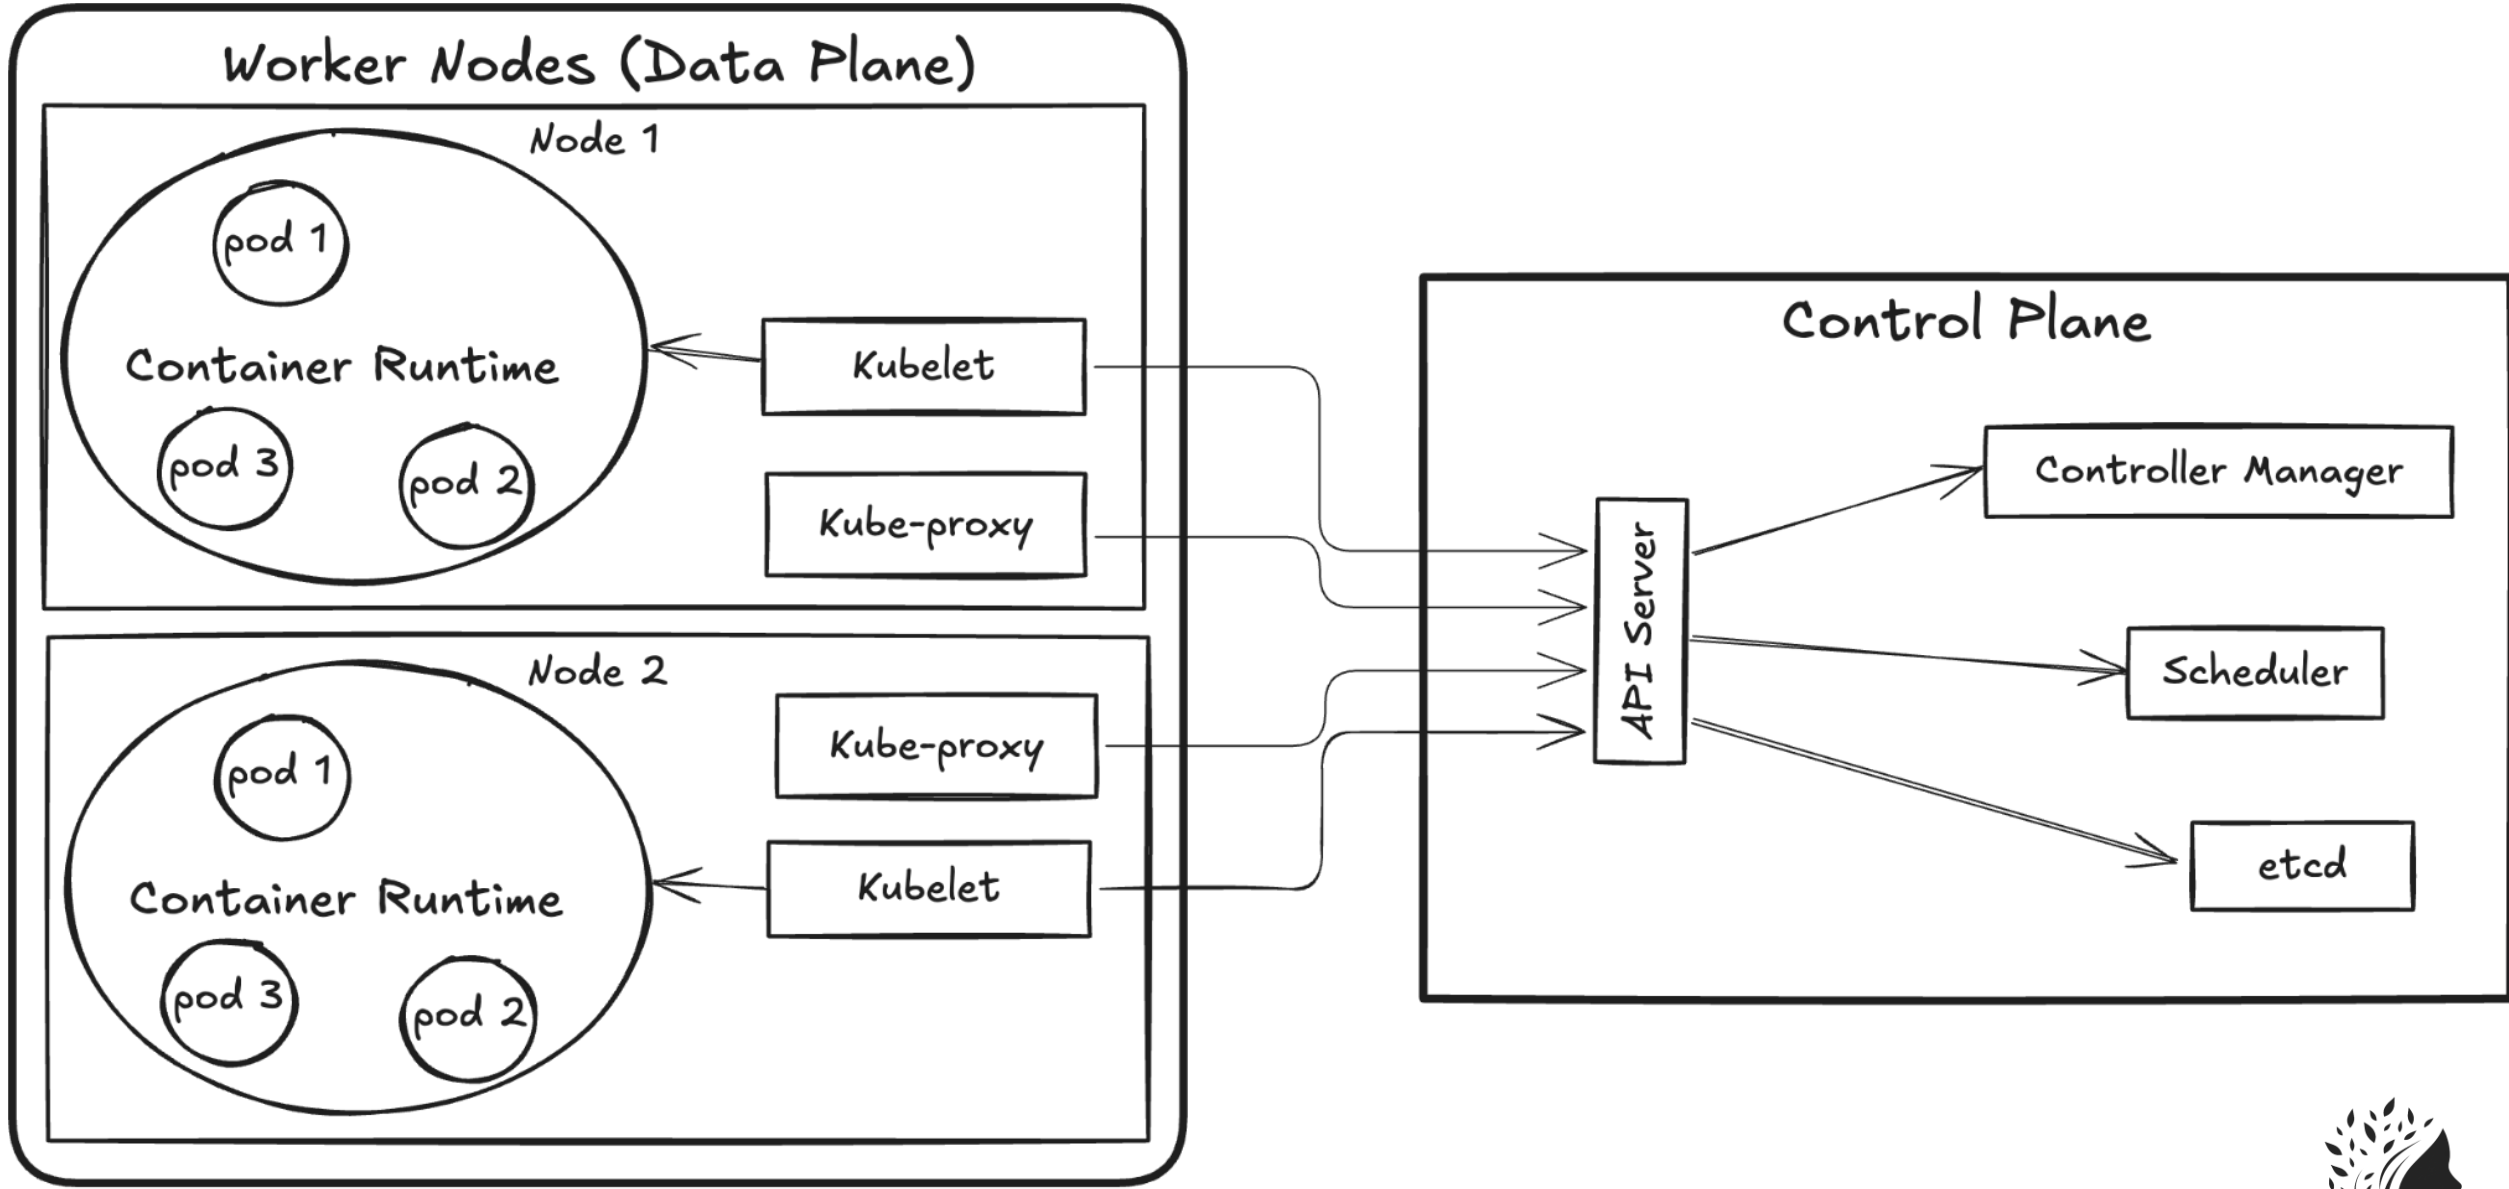 Worker Nodes (Data Plane)
Node 1
pod 1
Container Runtime
pod 3
pod 2
Kubelet
Kube-proxy
Node 2
pod 1
Container Runtime
pod 3
pod 2
Kube-proxy
Kubelet
Control Plane
API Server
Controller Manager
Scheduler
etcd